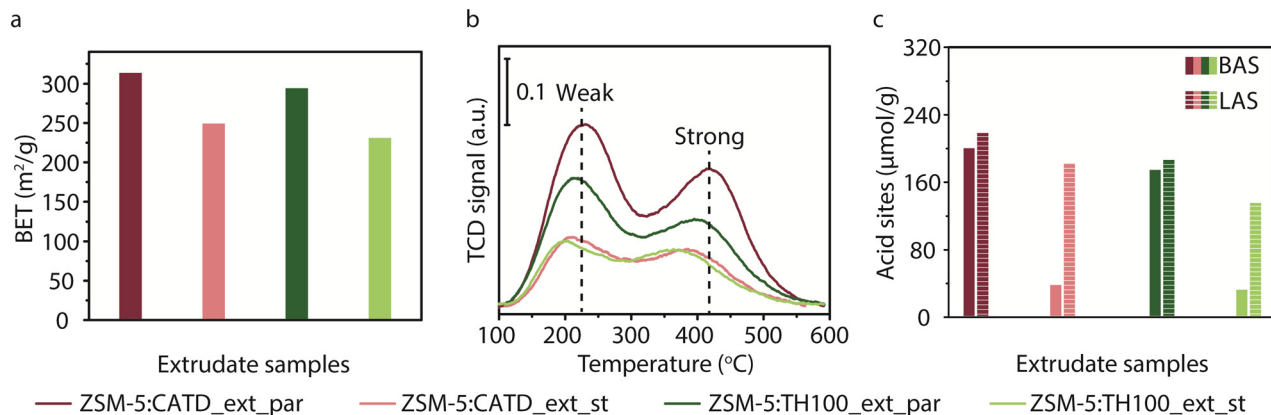 a
BET (m²/g)
300
250
200
150
100
50
0
Extrudate samples
b
TCD signal (a.u.)
0.1
Weak
Strong
100
200
300
400
500
600
Temperature (°C)
c
Acid sites (μmol/g)
320
240
160
80
0
BAS
LAS
Extrudate samples
ZSM-5:CATD_ext_par
ZSM-5:CATD_ext_st
ZSM-5:TH100_ext_par
ZSM-5:TH100_ext_st